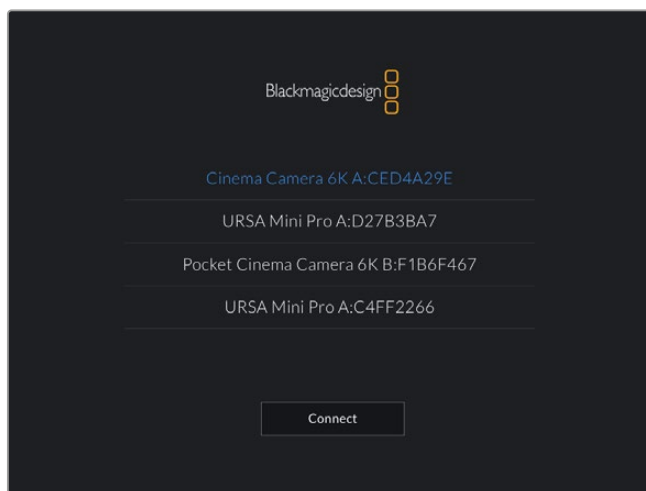 Blackmagicdesign
Cinema Camera 6K A:CED4A29E
URSA Mini Pro A:D27B3BA7
Pocket Cinema Camera 6K B:F1B6F467
URSA Mini Pro A:C4FF2266
Connect